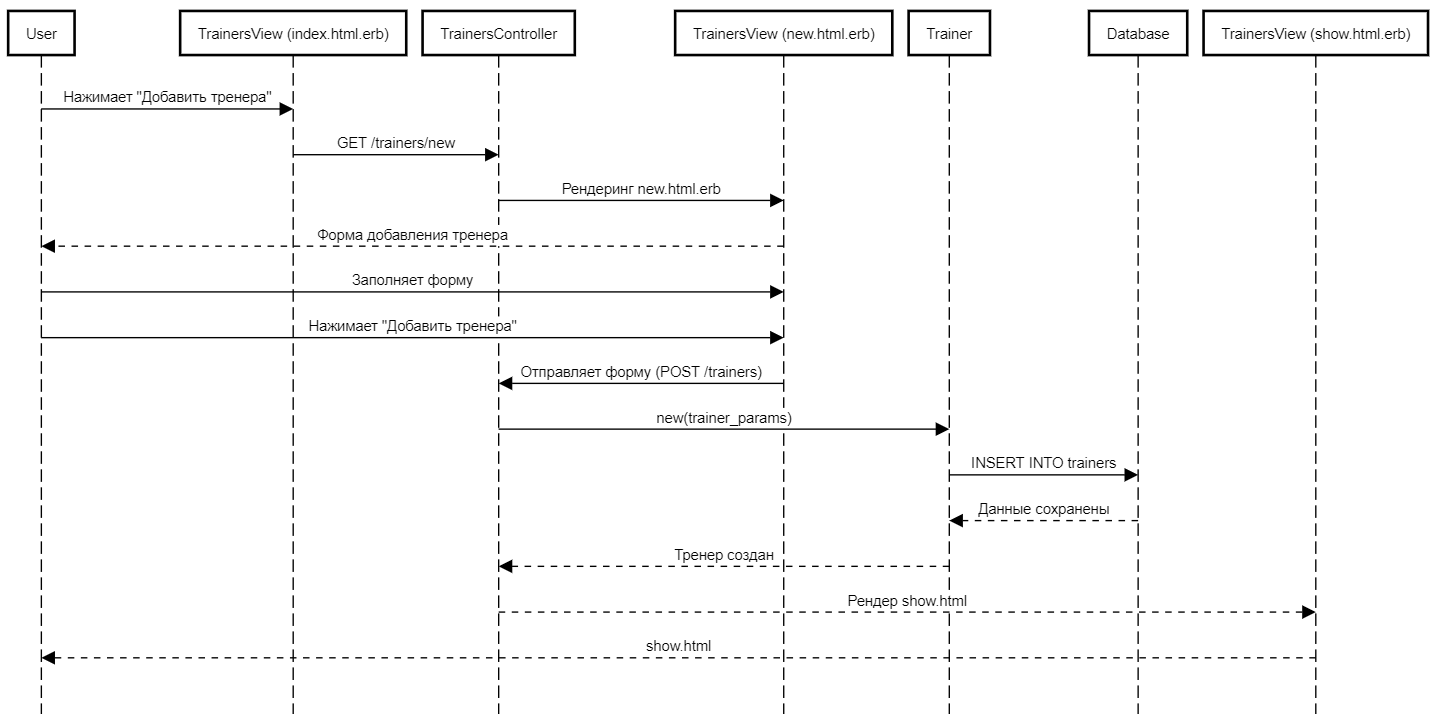 User
TrainersView (index.html.erb)
TrainersController
TrainersView (new.html.erb)
Trainer
Database
TrainersView (show.html.erb)
Нажимает "Добавить тренера"
GET /trainers/new
Рендеринг new.html.erb
Форма добавления тренера
Заполняет форму
Нажимает "Добавить тренера"
Отправляет форму (POST /trainers)
new(trainer_params)
INSERT INTO trainers
Данные сохранены
Тренер создан
Рендер show.html
show.html